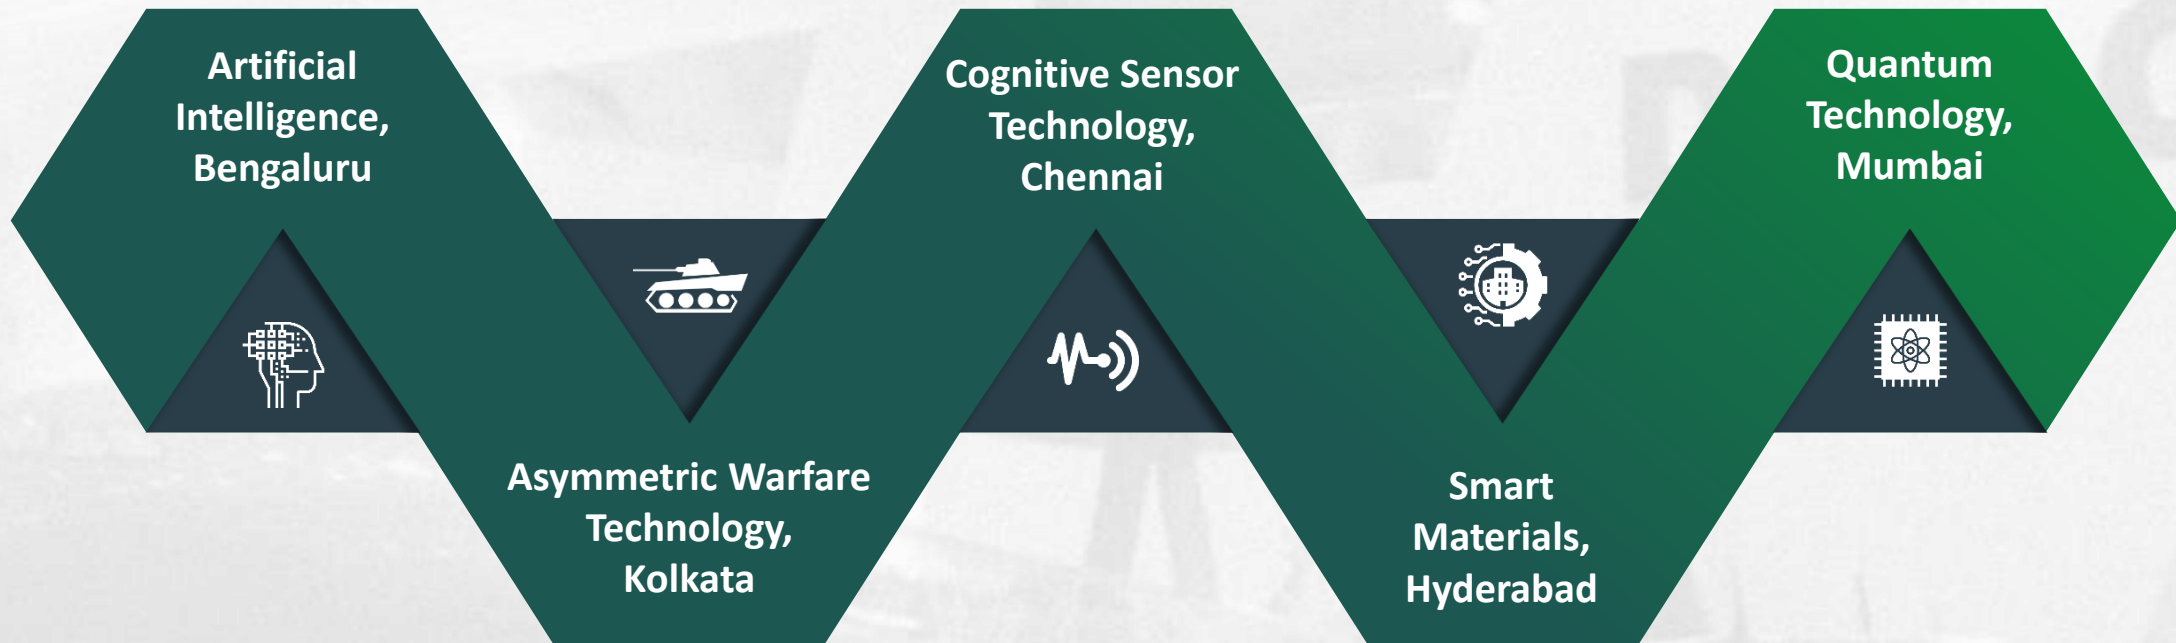 Artificial
Intelligence,
Bengaluru
Asymmetric Warfare
Technology,
Kolkata
Cognitive Sensor
Technology,
Chennai
Smart
Materials,
Hyderabad
Quantum
Technology,
Mumbai